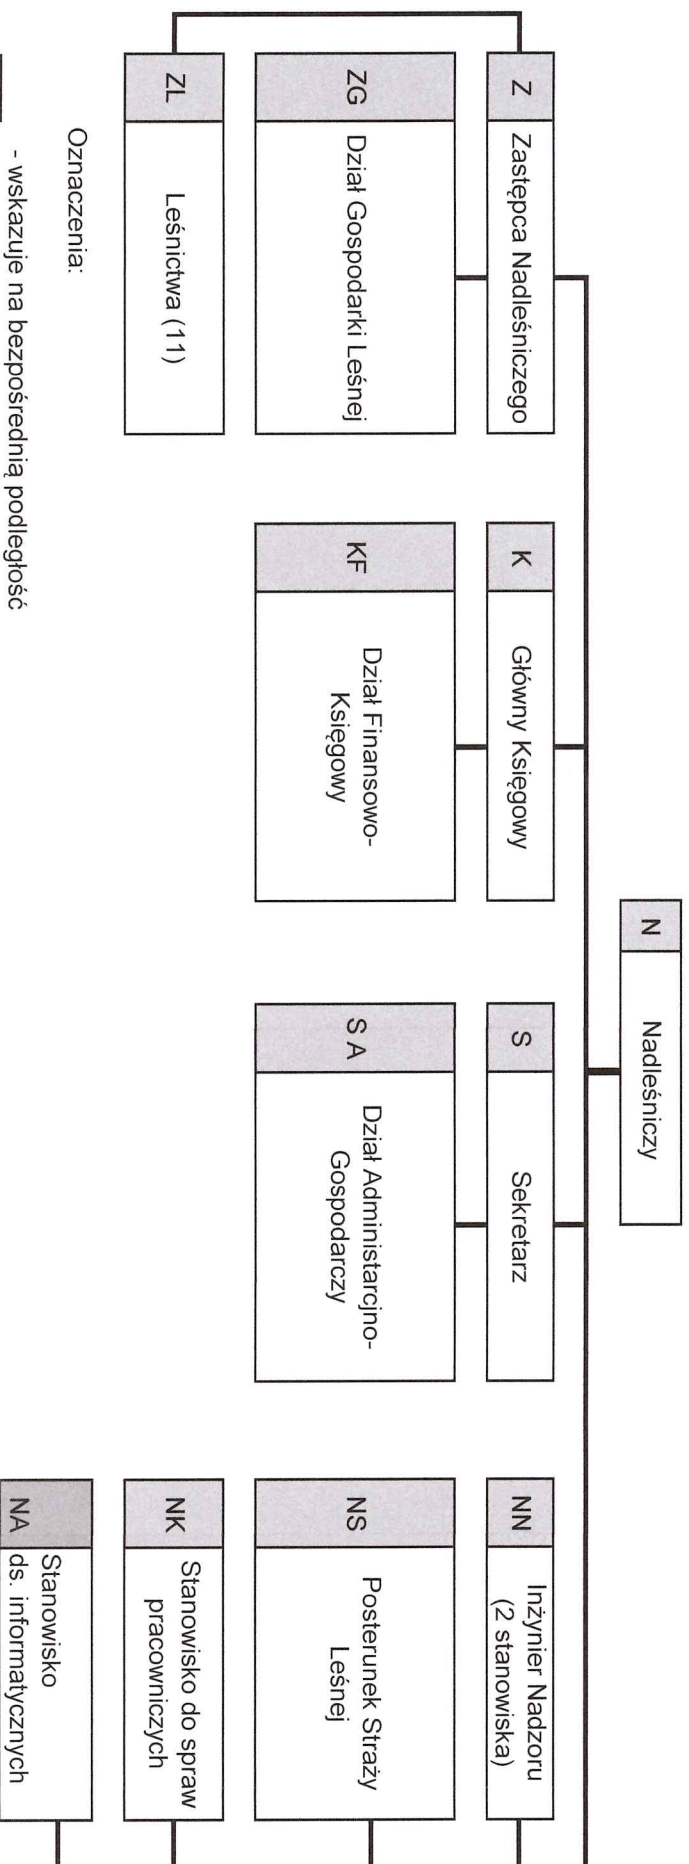 N
Nadleśniczy
Z
Zastępca Nadleśniczego
K
Główny Księgowy
S
Sekretarz
NN
Inżynier Nadzoru
(2 stanowiska)
ZG
Dział Gospodarki Leśnej
KF
Dział Finansowo-
Księgowy
S A
Dział Administarcjno-
Gospodarczy
NS
Posterunek Straży
Leśnej
ZL
Leśnictwa (11)
NK
Stanowisko do spraw
pracowniczych
NA
Stanowisko
ds. informatycznych
Oznaczenia:
- wskazuje na bezpośrednią podległość